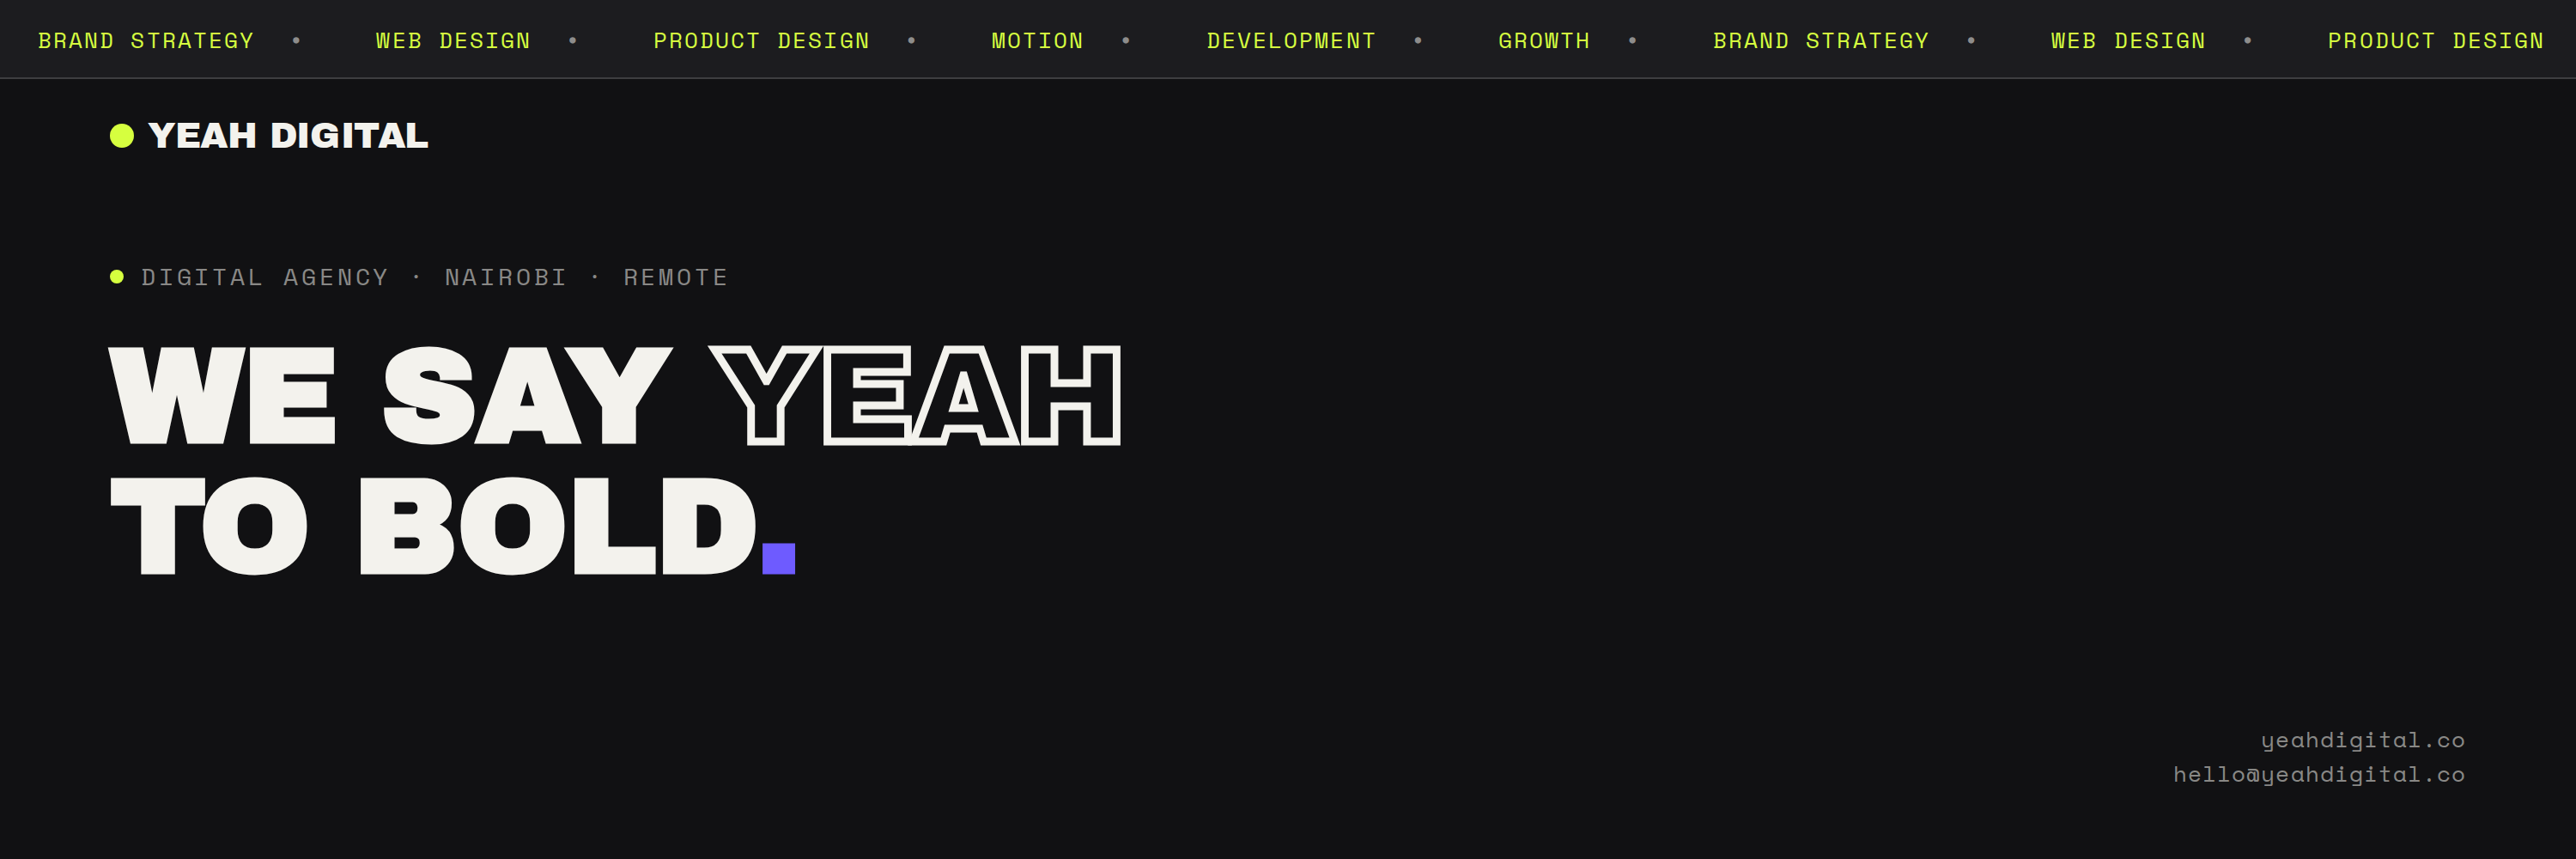 BRAND STRATEGY • WEB DESIGN • PRODUCT DESIGN • MOTION • DEVELOPMENT • GROWTH • BRAND STRATEGY • WEB DESIGN • PRODUCT DESIGN
YEAH DIGITAL
DIGITAL AGENCY · NAIROBI · REMOTE
WE SAY YEAH
TO BOLD.
yeahdigital.co
hello@yeahdigital.co